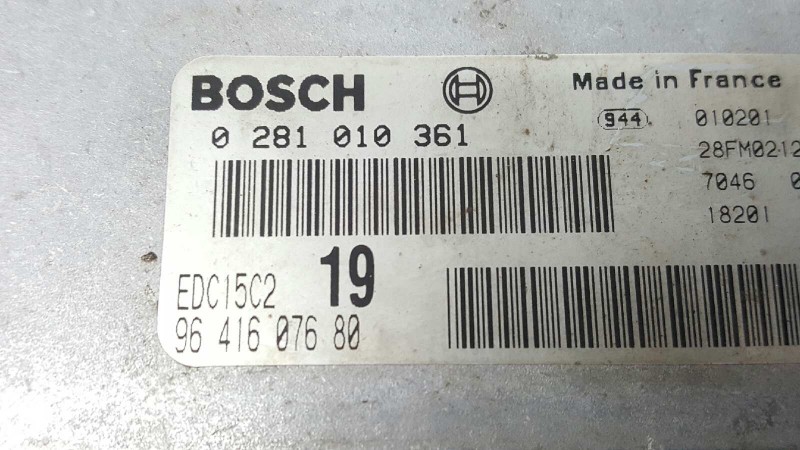 BOSCH
Made in France
0 281 010 361
944 010201
28FM0212
7046 0
18201
EDC15C2 19
96 416 076 80